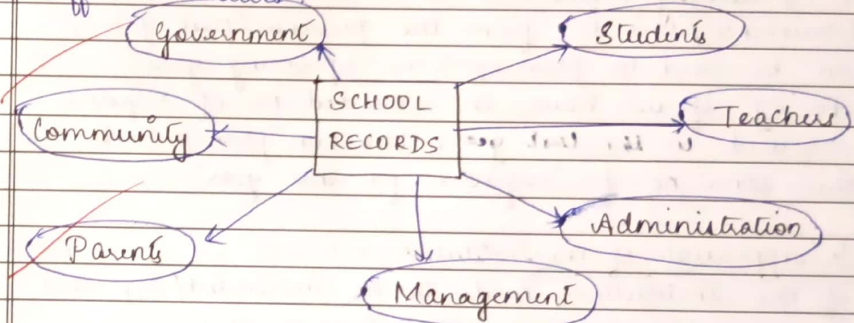 Government
Students
SCHOOL
RECORDS
Community
Teachers
Parents
Administration
Management